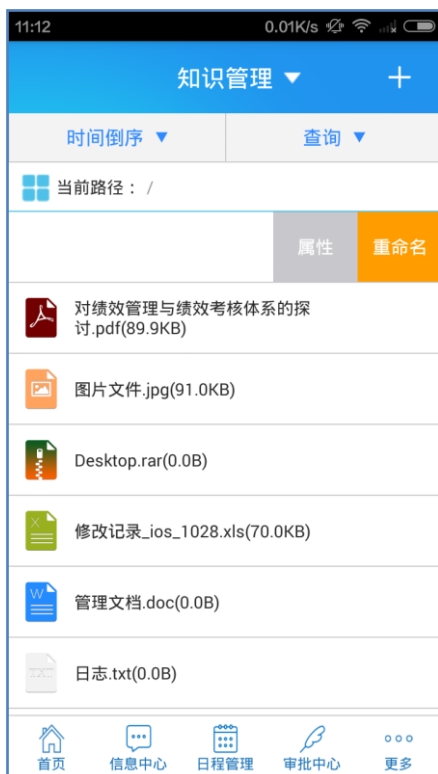 11:12
0.01K/s
知识管理
时间倒序
查询
当前路径： /
属性
重命名
对绩效管理与绩效考核体系的探
讨.pdf(89.9KB)
图片文件.jpg(91.0KB)
Desktop.rar(0.0B)
修改记录_ios_1028.xls(70.0KB)
管理文档.doc(0.0B)
日志.txt(0.0B)
首页
信息中心
日程管理
审批中心
更多